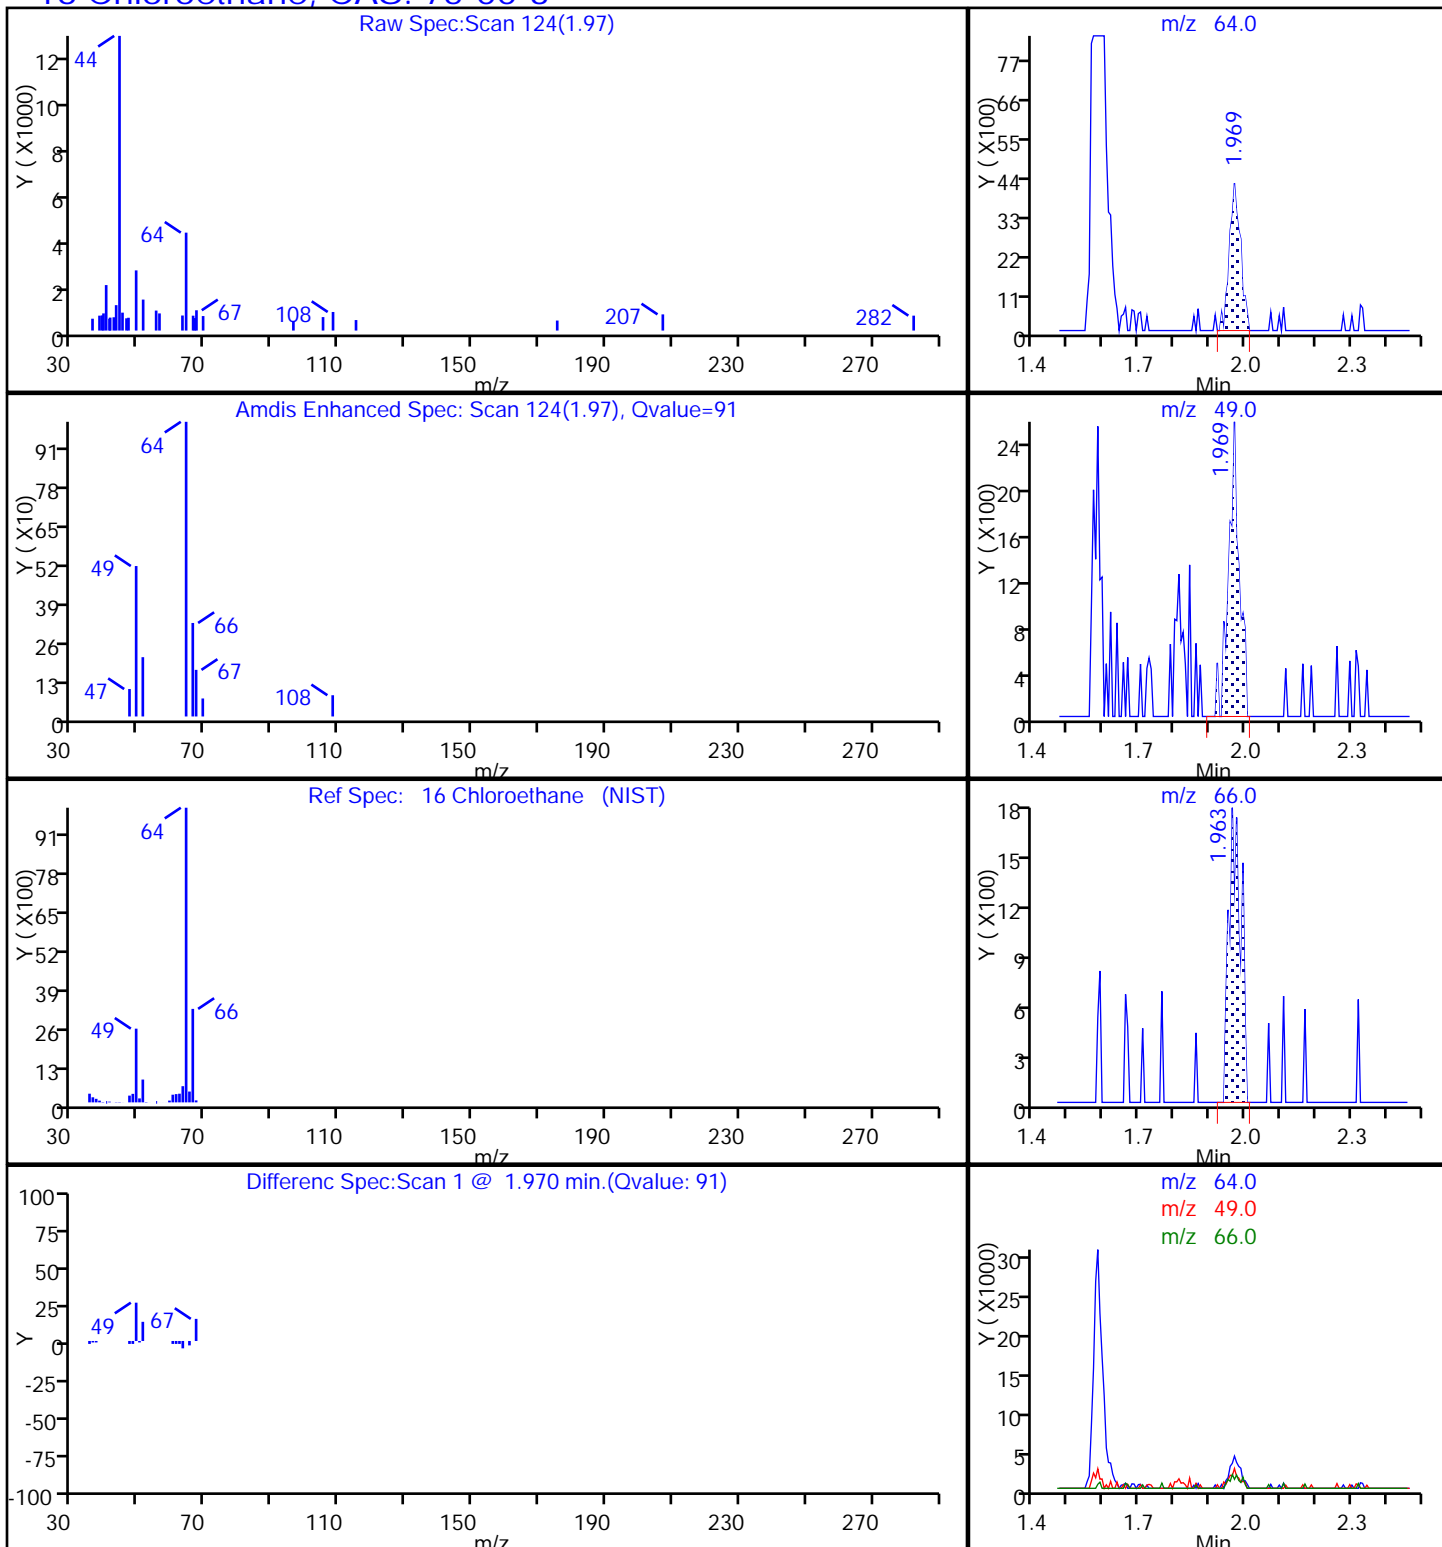 Raw Spec:Scan 124(1.97)
Y ( X1000)
12
10
8
6
4
2
0
44
64
67
108
207
282
30 70 110 150 190 230 270
m/z
m/z 64.0
Y ( X100)
77
66
55
44
33
22
11
0
1.969
1.4 1.7 2.0 2.3
Min
Amdis Enhanced Spec: Scan 124(1.97), Qvalue=91
Y ( X10)
91
78
65
52
39
26
13
0
64
49
66
67
47
108
30 70 110 150 190 230 270
m/z
m/z 49.0
Y ( X100)
24
20
16
12
8
4
0
1.969
1.4 1.7 2.0 2.3
Min
Ref Spec: 16 Chloroethane (NIST)
Y ( X100)
91
78
65
52
39
26
13
0
64
49
66
30 70 110 150 190 230 270
m/z
m/z 66.0
Y ( X100)
18
15
12
9
6
3
0
1.963
1.4 1.7 2.0 2.3
Min
Differenc Spec:Scan 1 @ 1.970 min.(Qvalue: 91)
Y
100
75
50
25
0
-25
-50
-75
-100
49
67
30 70 110 150 190 230 270
m/z
m/z 64.0
m/z 49.0
m/z 66.0
Y ( X1000)
30
25
20
15
10
5
0
1.4 1.7 2.0 2.3
Min